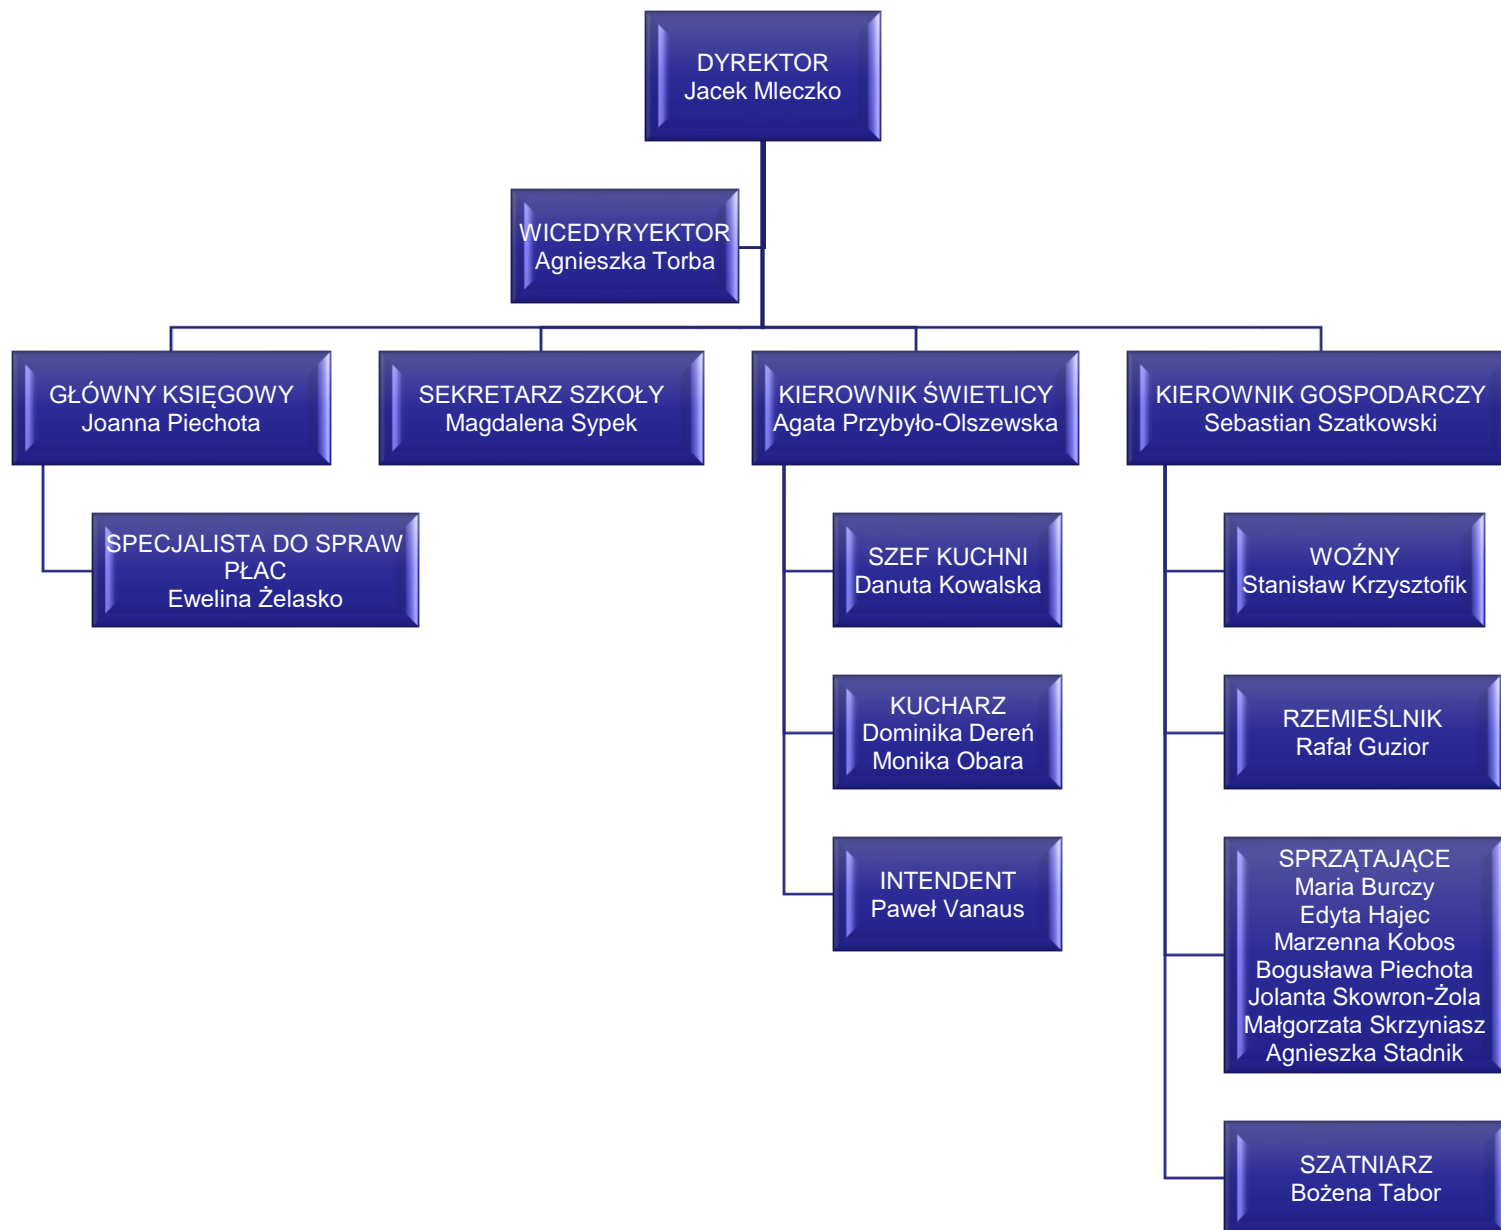 DYREKTOR
Jacek Mleczko
WICEDYRYEKTOR
Agnieszka Torba
GŁÓWNY KSIĘGOWY
Joanna Piechota
SEKRETARZ SZKOŁY
Magdalena Sypek
KIEROWNIK ŚWIETLICY
Agata Przybyło-Olszewska
KIEROWNIK GOSPODARCZY
Sebastian Szatkowski
SPECJALISTA DO SPRAW
PŁAC
Ewelina Żelasko
SZEF KUCHNI
Danuta Kowalska
WOŹNY
Stanisław Krzysztofik
KUCHARZ
Dominika Dereń
Monika Obara
RZEMIEŚLNIK
Rafał Guzior
INTENDENT
Paweł Vanaus
SPRZĄTAJĄCE
Maria Burczy
Edyta Hajec
Marzenna Kobos
Bogusława Piechota
Jolanta Skowron-Żola
Małgorzata Skrzyniasz
Agnieszka Stadnik
SZATNIARZ
Bożena Tabor